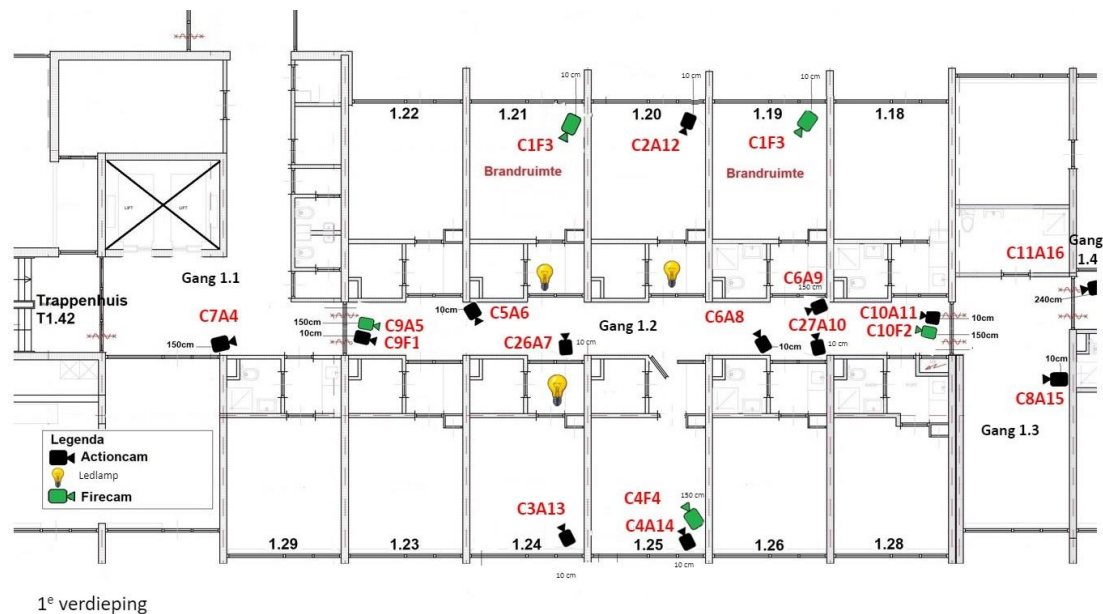 10 cm
10 cm
10 cm
1.22
1.21
1.20
1.19
1.18
C1F3
C2A12
C1F3
Brandruimte
Brandruimte
LIFT
LIFT
Gang 1.1
C6A9
150 cm
C11A16
Gang
1.4
Trappenhuis
T1.42
C7A4
150cm
150cm
10cm
C9A5
C9F1
10cm
C5A6
Gang 1.2
C26A7
10 cm
C6A8
10cm
C27A10
10 cm
C10A11
C10F2
10cm
150cm
240cm
10cm
C8A15
Gang 1.3
Legenda
Actioncam
Ledlamp
Firecam
C3A13
C4F4
150 cm
C4A14
1.29
1.23
1.24
1.25
1.26
1.28
10 cm
10 cm
1e verdieping